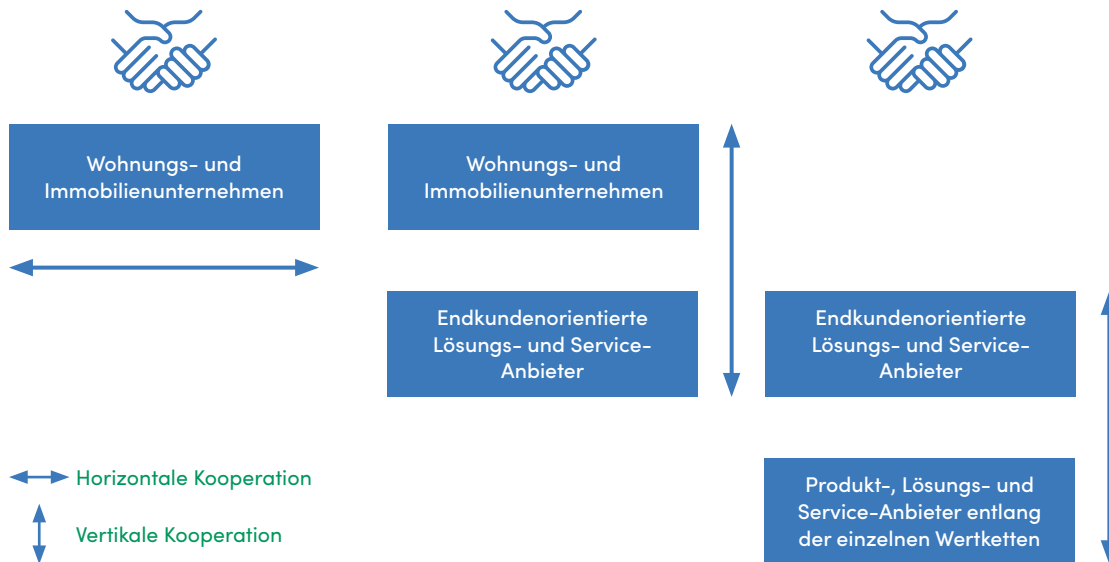 Wohnungs- und
Immobilienunternehmen
Wohnungs- und
Immobilienunternehmen
Endkundenorientierte
Lösungs- und Service-
Anbieter
Endkundenorientierte
Lösungs- und Service-
Anbieter
Produkt-, Lösungs- und
Service-Anbieter entlang
der einzelnen Wertketten
Horizontale Kooperation
Vertikale Kooperation